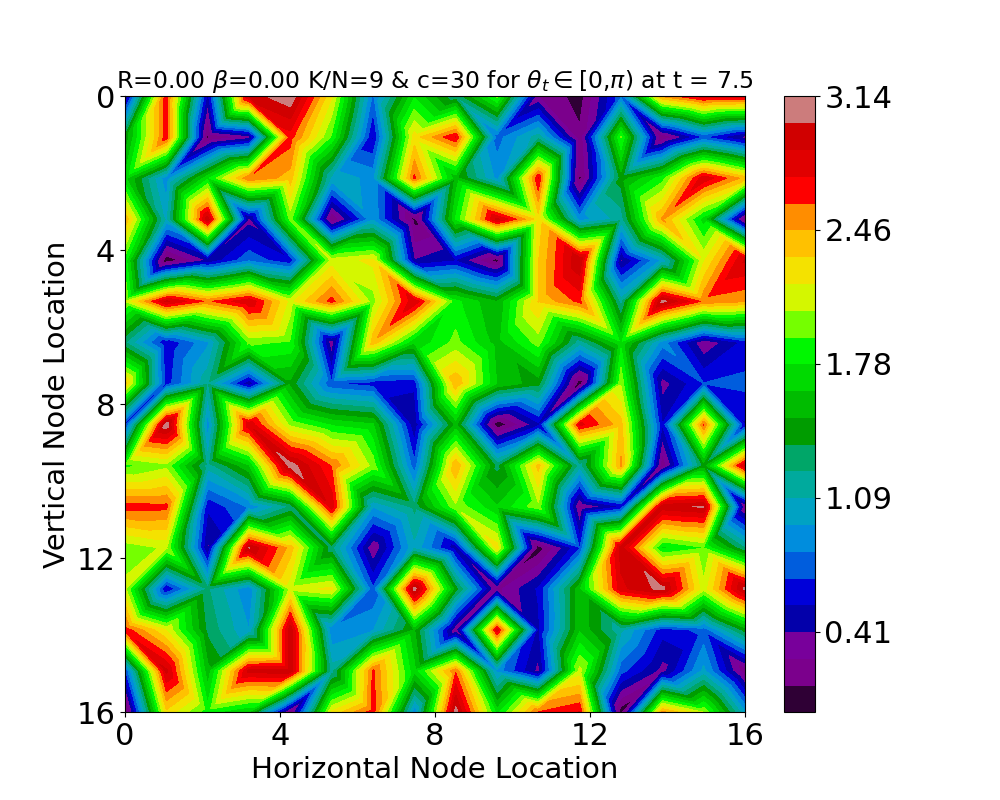 R=0.00 β=0.00 K/N=9 & c=30 for θ_t ∈ [0,π) at t = 7.5
0
4
8
12
16
Vertical Node Location
0 4 8 12 16
Horizontal Node Location
3.14
2.46
1.78
1.09
0.41